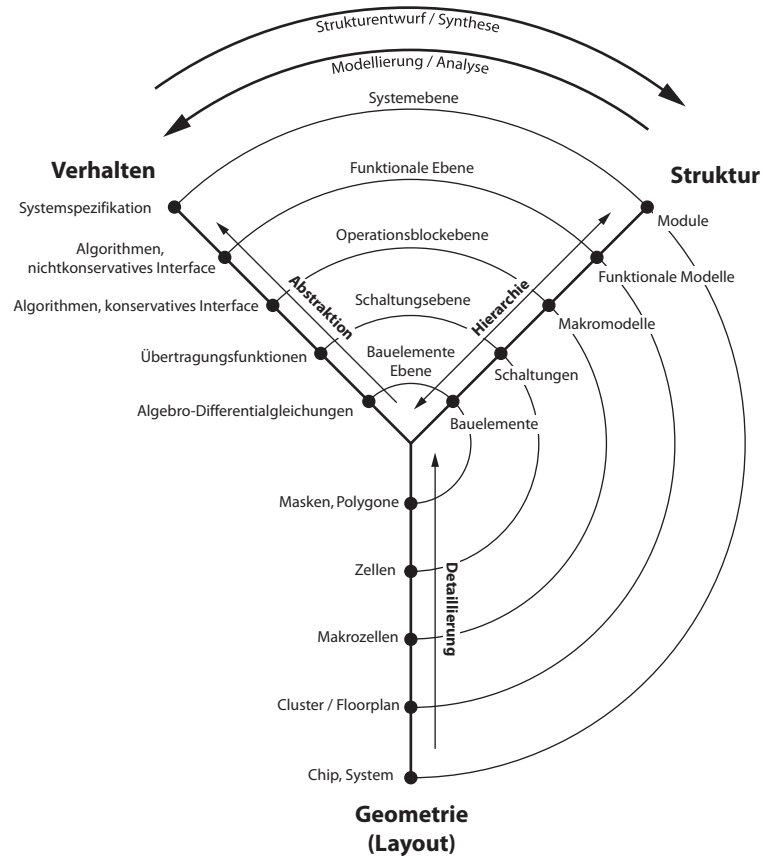 Strukturentwurf / Synthese
Modellierung / Analyse
Systemebene
Verhalten
Funktionale Ebene
Struktur
Systemspezifikation
Module
Operationsblockebene
Algorithmen,
nichtkonservatives Interface
Funktionale Modelle
Abstraktion
Hierarchie
Schaltungsebene
Algorithmen, konservatives Interface
Makromodelle
Bauelemente
Ebene
Übertragungsfunktionen
Schaltungen
Algebro-Differentialgleichungen
Bauelemente
Masken, Polygone
Zellen
Detaillierung
Makrozellen
Cluster / Floorplan
Chip, System
Geometrie
(Layout)